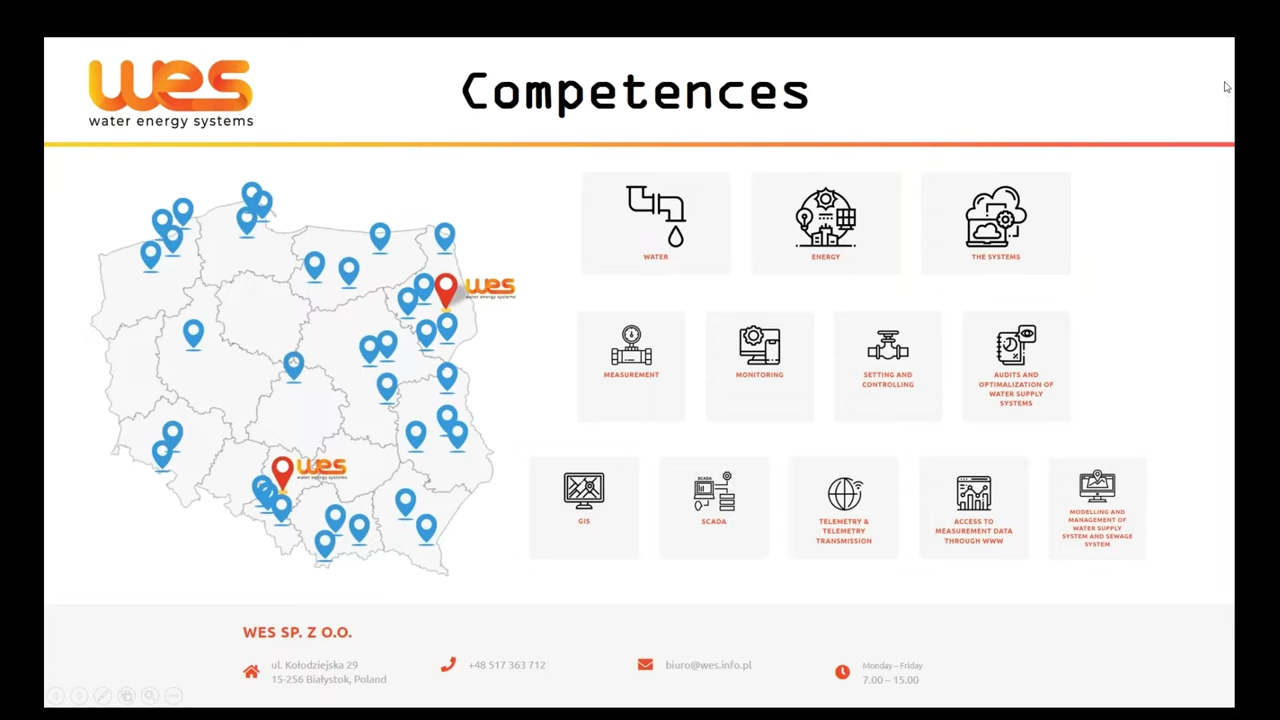 wes
water energy systems
Competences
wes
water energy systems
wes
water energy systems
WATER
ENERGY
THE SYSTEMS
MEASUREMENT
MONITORING
SETTING AND
CONTROLLING
AUDITS AND
OPTIMALIZATION OF
WATER SUPPLY
SYSTEMS
GIS
SCADA
SCADA
TELEMETRY &
TELEMETRY
TRANSMISSION
ACCESS TO
MEASUREMENT DATA
THROUGH WWW
MODELLING AND
MANAGEMENT OF
WATER SUPPLY
SYSTEM AND SEWAGE
SYSTEM
WES SP. Z O.O.
ul. Kołodziejska 29
15-256 Białystok, Poland
+48 517 363 712
biuro@wes.info.pl
Monday – Friday
7.00 – 15.00